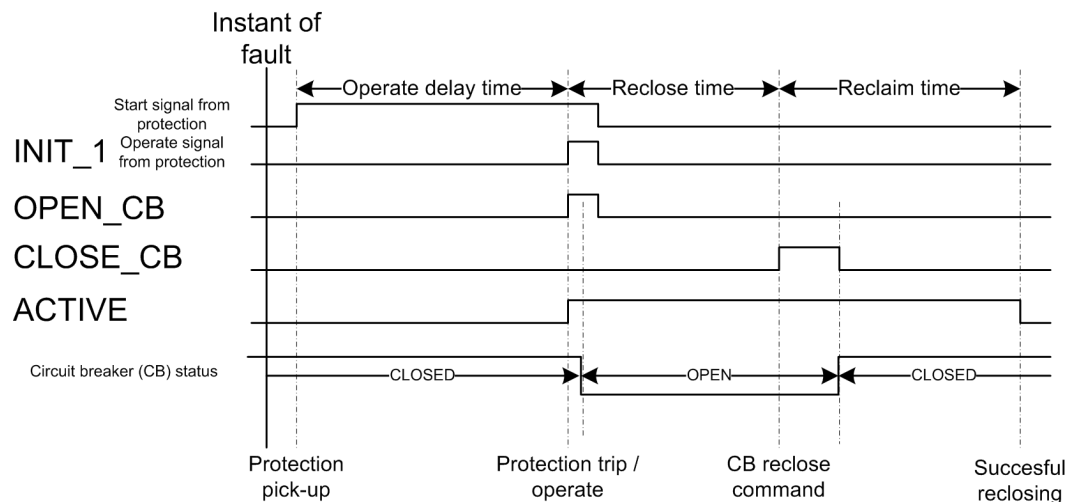 Instant of
fault
Operate delay time
Reclose time
Reclaim time
Start signal from
protection
INIT_1
Operate signal
from protection
OPEN_CB
CLOSE_CB
ACTIVE
Circuit breaker (CB) status
CLOSED
OPEN
CLOSED
Protection
pick-up
Protection trip /
operate
CB reclose
command
Succesful
reclosing